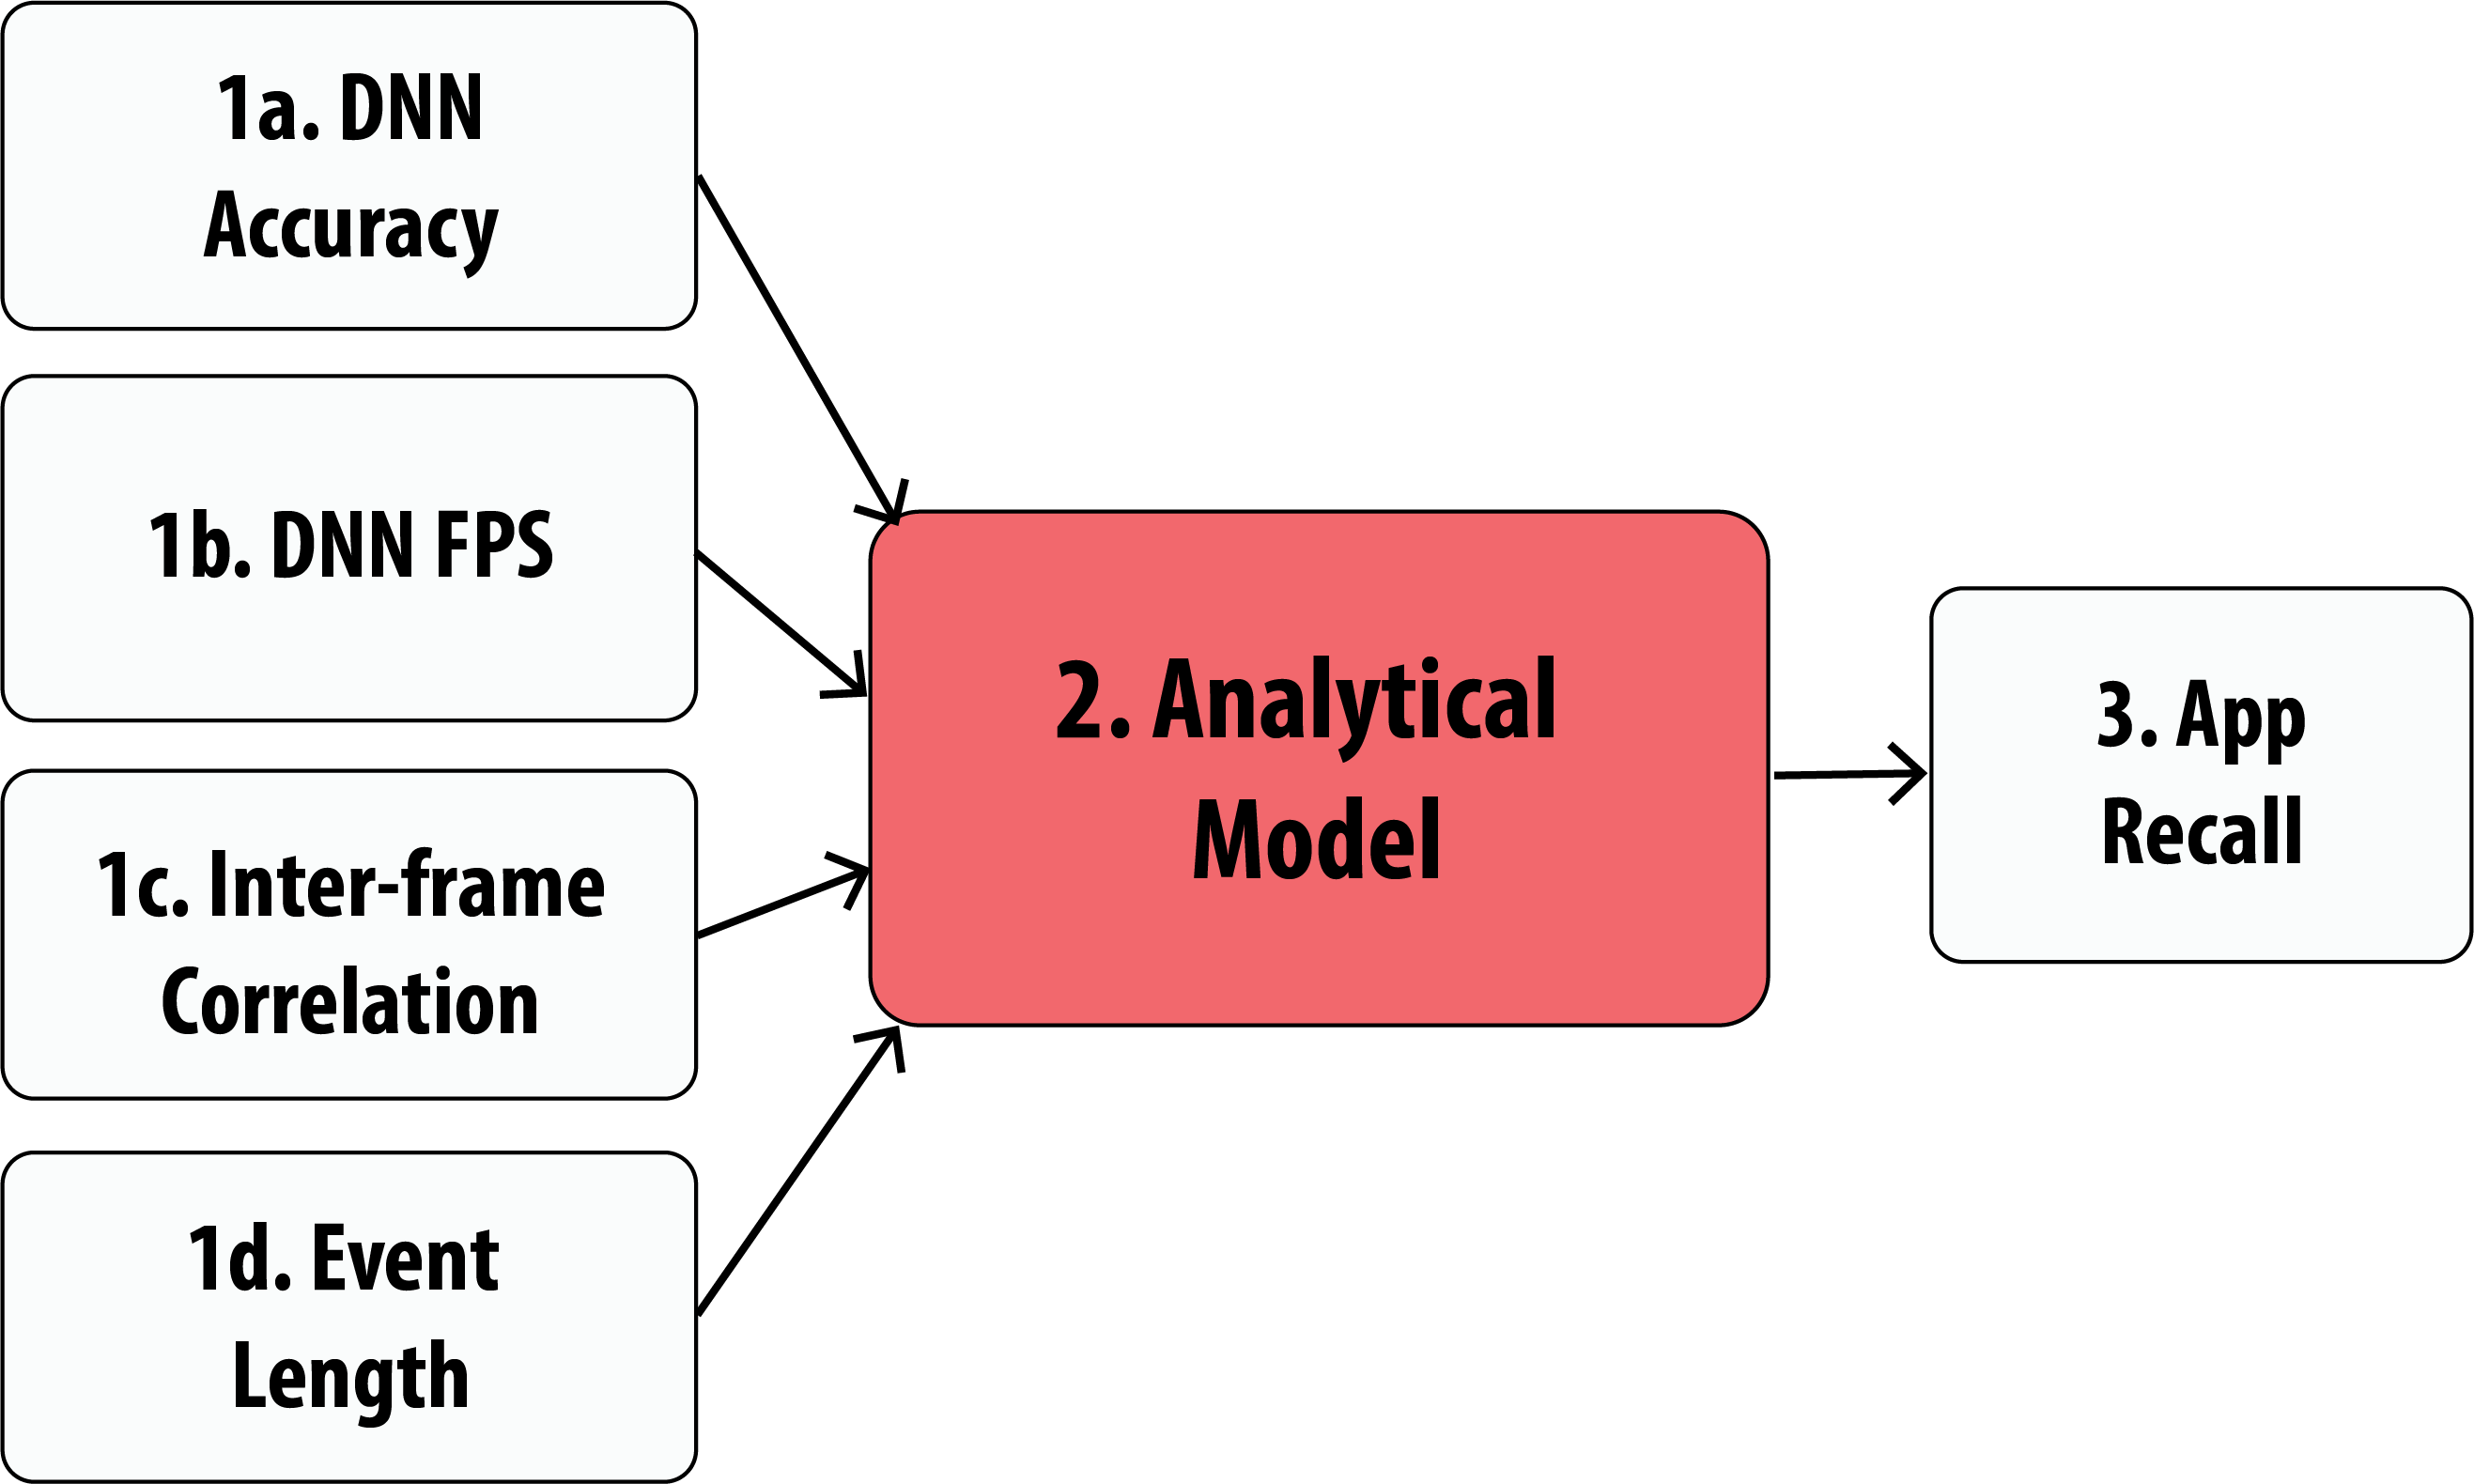 1a. DNN
Accuracy
1b. DNN FPS
1c. Inter-frame
Correlation
1d. Event
Length
2. Analytical
Model
3. App
Recall